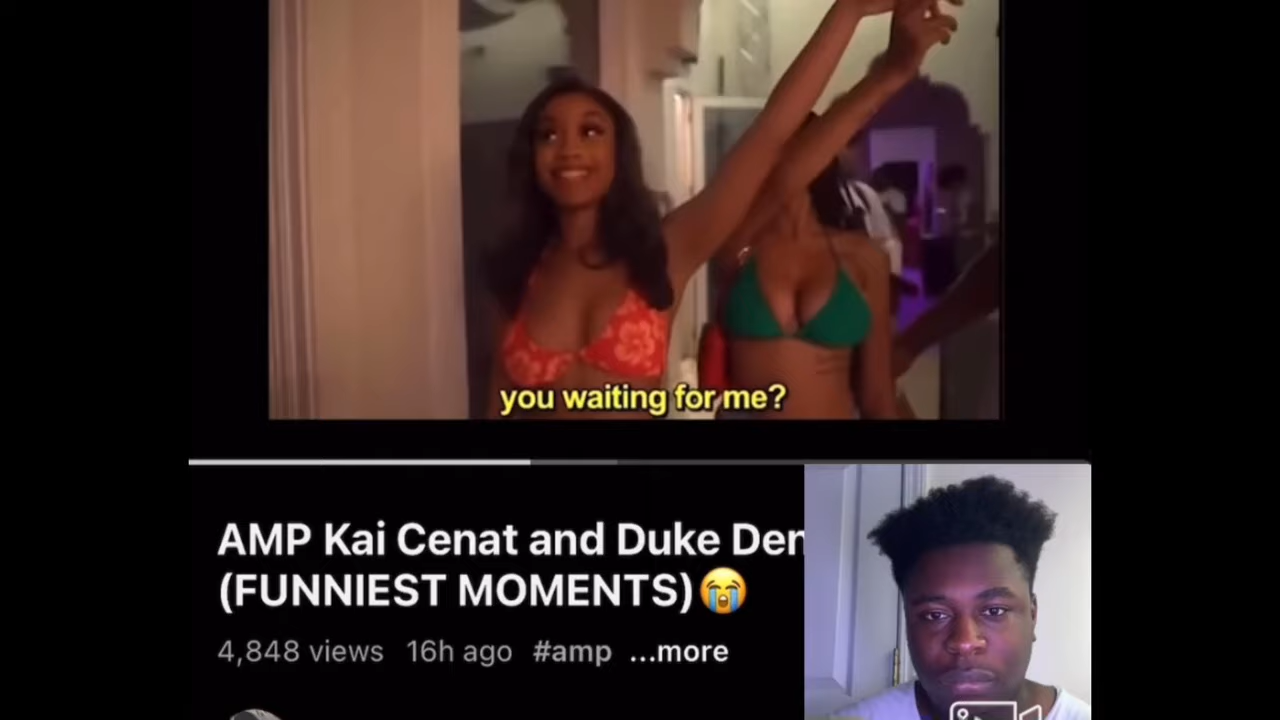 you waiting for me?
AMP Kai Cenat and Duke Den
(FUNNIEST MOMENTS)😭
4,848 views 16h ago #amp ...more